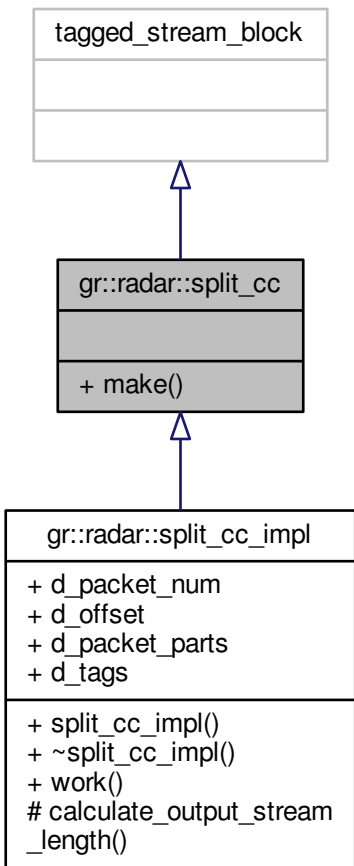 tagged_stream_block
gr::radar::split_cc
+ make()
gr::radar::split_cc_impl
+ d_packet_num
+ d_offset
+ d_packet_parts
+ d_tags
+ split_cc_impl()
+ ~split_cc_impl()
+ work()
# calculate_output_stream
_length()